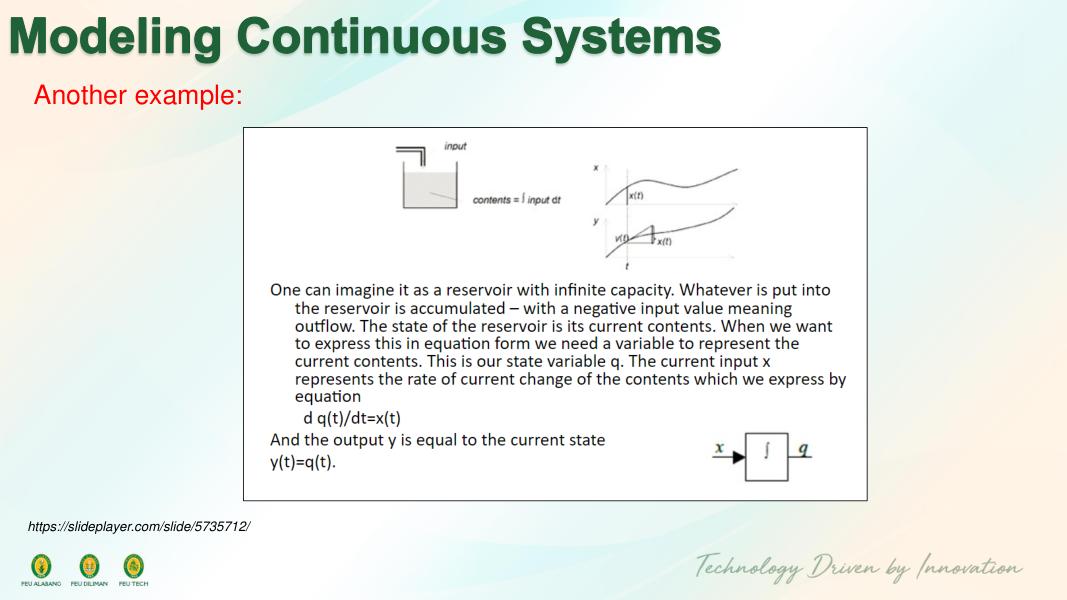 Modeling Continuous Systems
Another example:
input
contents = ∫ input dt
x
x(t)
y
y(t)
x(t)
t
One can imagine it as a reservoir with infinite capacity. Whatever is put into
the reservoir is accumulated – with a negative input value meaning
outflow. The state of the reservoir is its current contents. When we want
to express this in equation form we need a variable to represent the
current contents. This is our state variable q. The current input x
represents the rate of current change of the contents which we express by
equation
d q(t)/dt=x(t)
And the output y is equal to the current state
y(t)=q(t).
x ∫ q
https://slideplayer.com/slide/5735712/
FEU ALABANG FEU DILIMAN FEU TECH
Technology Driven by Innovation